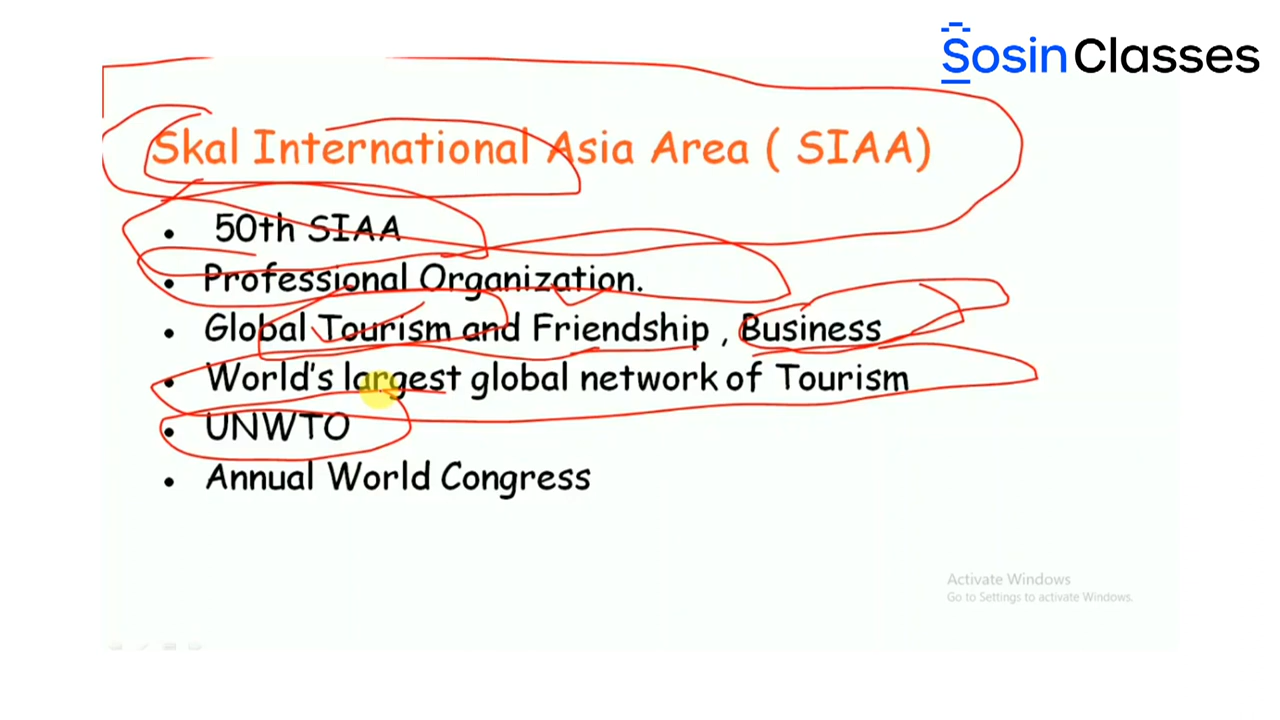 SosinClasses
Skal International Asia Area ( SIAA)
• 50th SIAA
• Professional Organization.
• Global Tourism and Friendship , Business
• World's largest global network of Tourism
• UNWTO
• Annual World Congress
Activate Windows
Go to Settings to activate Windows.